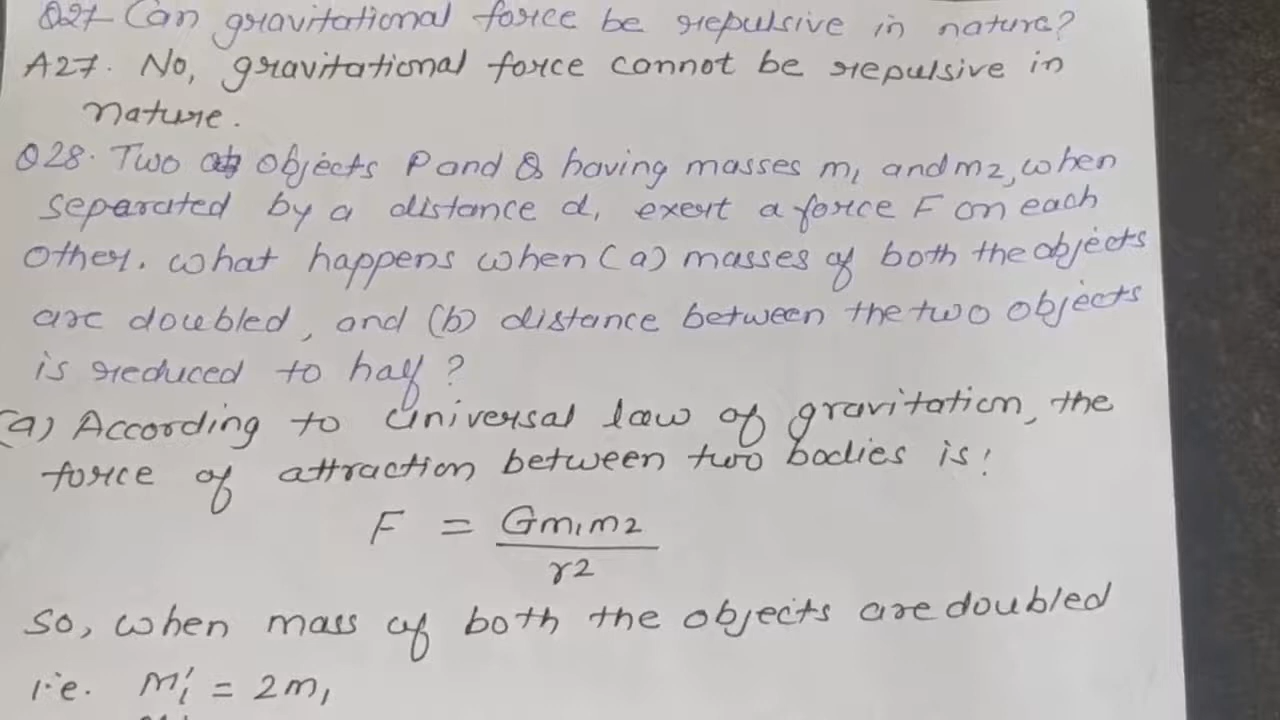 Q27 Can gravitational force be repulsive in nature?
A27. No, gravitational force cannot be repulsive in
nature.
Q28. Two objects P and Q having masses m1 and m2, when
separated by a distance d, exert a force F on each
other. what happens when (a) masses of both the objects
are doubled, and (b) distance between the two objects
is reduced to half?
(a) According to Universal law of gravitation, the
force of attraction between two bodies is:
F = Gm1m2
r2
So, when mass of both the objects are doubled
i.e. m1' = 2m1